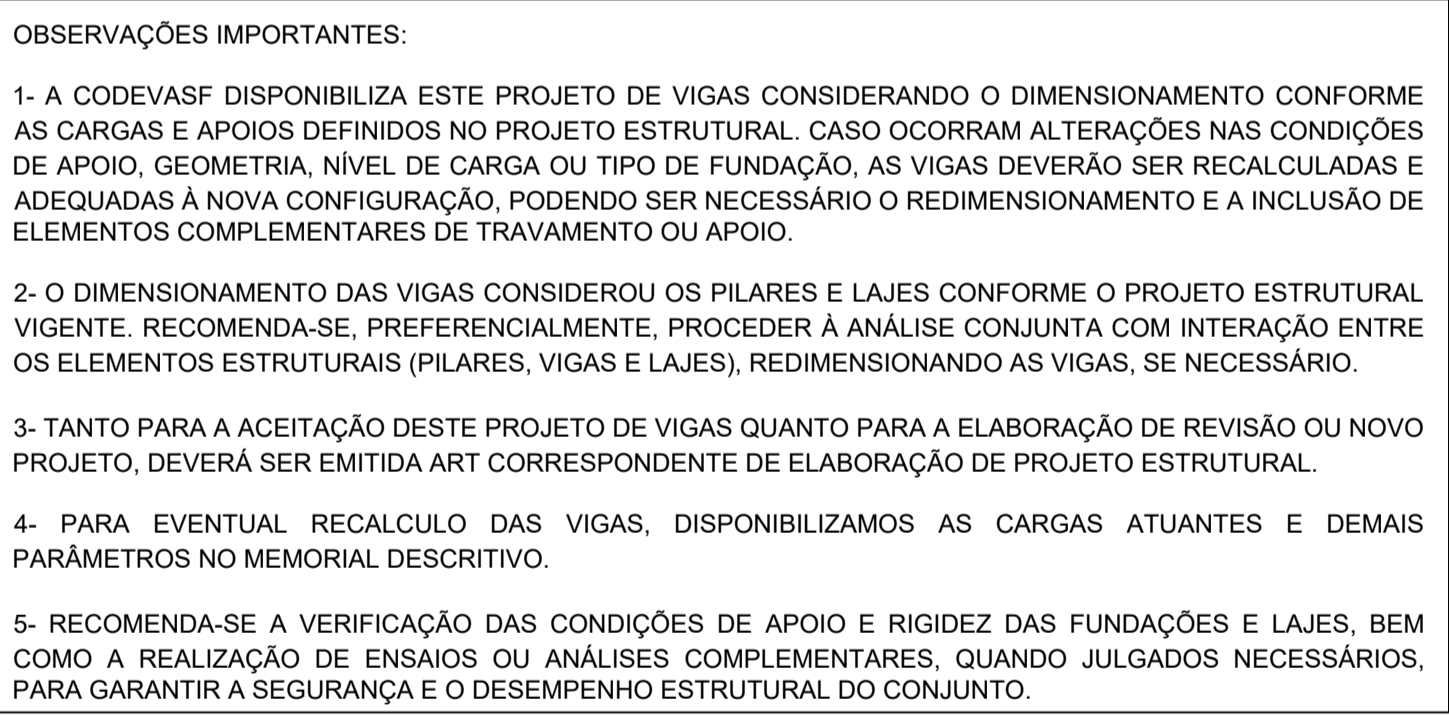 OBSERVAÇÕES IMPORTANTES:
1- A CODEVASF DISPONIBILIZA ESTE PROJETO DE VIGAS CONSIDERANDO O DIMENSIONAMENTO CONFORME
AS CARGAS E APOIOS DEFINIDOS NO PROJETO ESTRUTURAL. CASO OCORRAM ALTERAÇÕES NAS CONDIÇÕES
DE APOIO, GEOMETRIA, NÍVEL DE CARGA OU TIPO DE FUNDAÇÃO, AS VIGAS DEVERÃO SER RECALCULADAS E
ADEQUADAS À NOVA CONFIGURAÇÃO, PODENDO SER NECESSÁRIO O REDIMENSIONAMENTO E A INCLUSÃO DE
ELEMENTOS COMPLEMENTARES DE TRAVAMENTO OU APOIO.
2- O DIMENSIONAMENTO DAS VIGAS CONSIDEROU OS PILARES E LAJES CONFORME O PROJETO ESTRUTURAL
VIGENTE. RECOMENDA-SE, PREFERENCIALMENTE, PROCEDER À ANÁLISE CONJUNTA COM INTERAÇÃO ENTRE
OS ELEMENTOS ESTRUTURAIS (PILARES, VIGAS E LAJES), REDIMENSIONANDO AS VIGAS, SE NECESSÁRIO.
3- TANTO PARA A ACEITAÇÃO DESTE PROJETO DE VIGAS QUANTO PARA A ELABORAÇÃO DE REVISÃO OU NOVO
PROJETO, DEVERÁ SER EMITIDA ART CORRESPONDENTE DE ELABORAÇÃO DE PROJETO ESTRUTURAL.
4- PARA EVENTUAL RECALCULO DAS VIGAS, DISPONIBILIZAMOS AS CARGAS ATUANTES E DEMAIS
PARÂMETROS NO MEMORIAL DESCRITIVO.
5- RECOMENDA-SE A VERIFICAÇÃO DAS CONDIÇÕES DE APOIO E RIGIDEZ DAS FUNDAÇÕES E LAJES, BEM
COMO A REALIZAÇÃO DE ENSAIOS OU ANÁLISES COMPLEMENTARES, QUANDO JULGADOS NECESSÁRIOS,
PARA GARANTIR A SEGURANÇA E O DESEMPENHO ESTRUTURAL DO CONJUNTO.